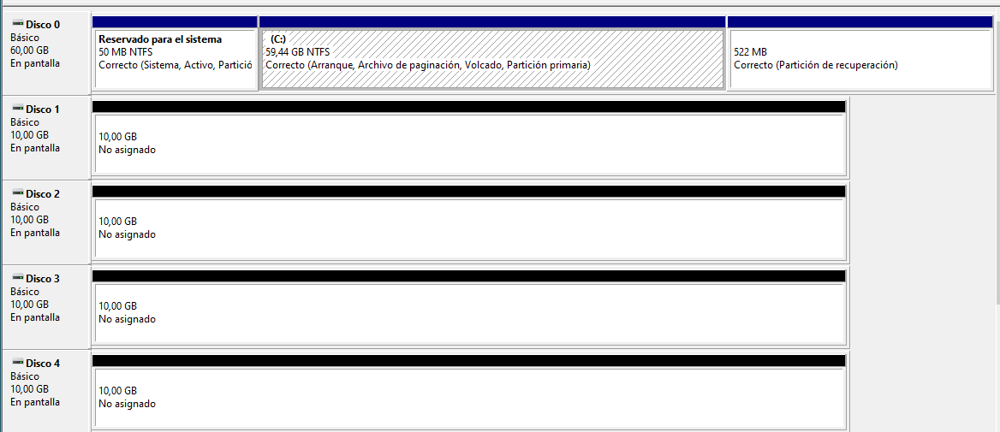 Disco 0
Básico
60,00 GB
En pantalla
Reservado para el sistema
50 MB NTFS
Correcto (Sistema, Activo, Partició
(C:)
59,44 GB NTFS
Correcto (Arranque, Archivo de paginación, Volcado, Partición primaria)
522 MB
Correcto (Partición de recuperación)
Disco 1
Básico
10,00 GB
En pantalla
10,00 GB
No asignado
Disco 2
Básico
10,00 GB
En pantalla
10,00 GB
No asignado
Disco 3
Básico
10,00 GB
En pantalla
10,00 GB
No asignado
Disco 4
Básico
10,00 GB
En pantalla
10,00 GB
No asignado